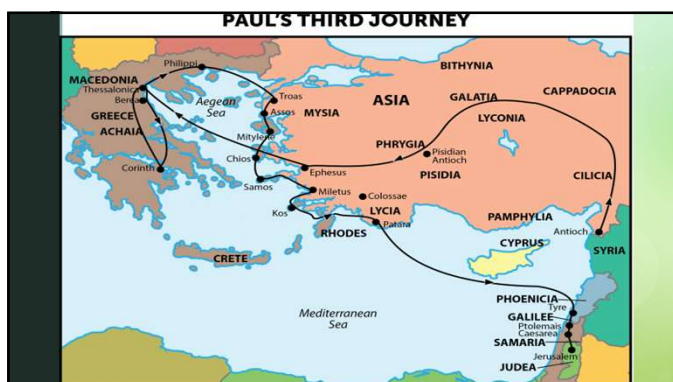 PAUL'S THIRD JOURNEY
Philippi
MACEDONIA
Thessalonica
Berea
GREECE
ACHAIA
Corinth
Aegean
Sea
Troas
Assos
Mitylene
Chios
Samos
MYSIA
ASIA
BITHYNIA
GALATIA
CAPPADOCIA
LYCONIA
PHRYGIA
Pisidian
Antioch
PISIDIA
Ephesus
Miletus
Colossae
CILICIA
Kos
LYCIA
Patara
PAMPHYLIA
Antioch
RHODES
CYPRUS
SYRIA
CRETE
Mediterranean
Sea
PHOENICIA
Tyre
GALILEE
Ptolemais
Caesarea
SAMARIA
Jerusalem
JUDEA